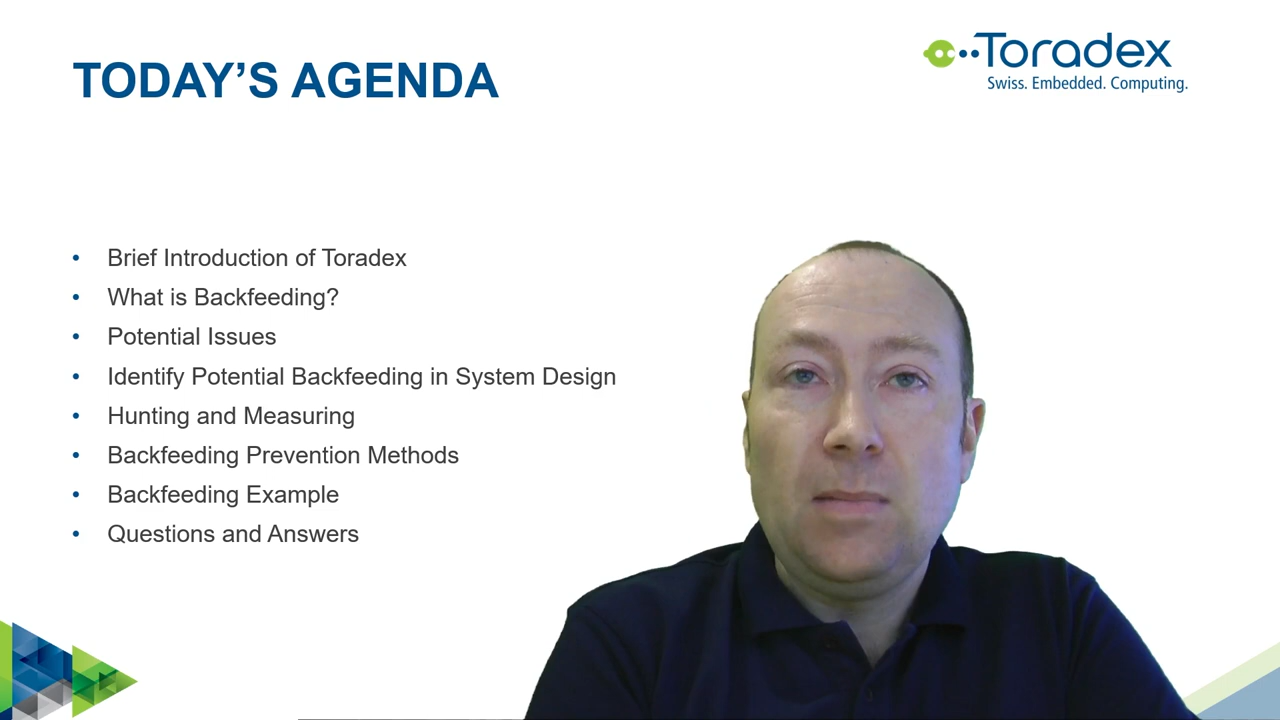 TODAY’S AGENDA
Toradex
Swiss. Embedded. Computing.
• Brief Introduction of Toradex
• What is Backfeeding?
• Potential Issues
• Identify Potential Backfeeding in System Design
• Hunting and Measuring
• Backfeeding Prevention Methods
• Backfeeding Example
• Questions and Answers